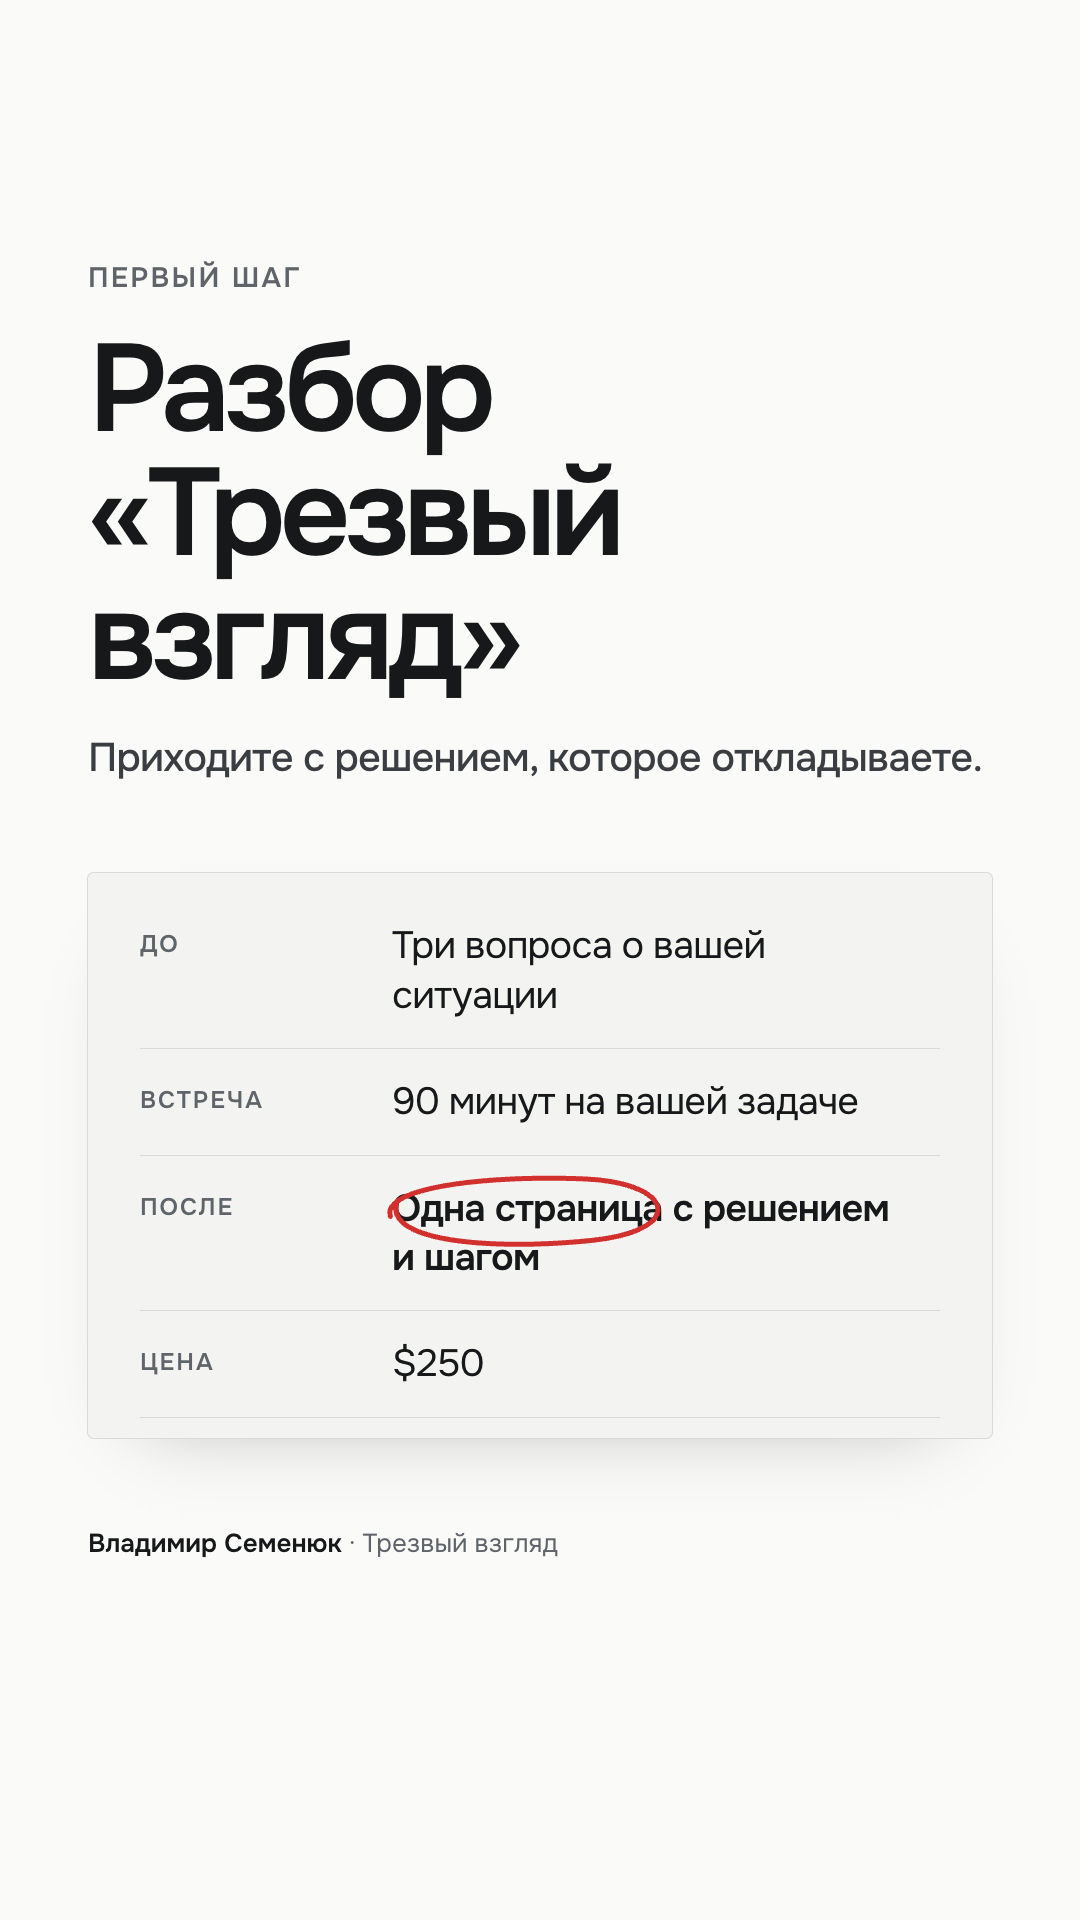 ПЕРВЫЙ ШАГ
Разбор
«Трезвый
взгляд»
Приходите с решением, которое откладываете.
ДО
Три вопроса о вашей
ситуации
ВСТРЕЧА
90 минут на вашей задаче
ПОСЛЕ
Одна страница с решением
и шагом
ЦЕНА
$250
Владимир Семенюк · Трезвый взгляд